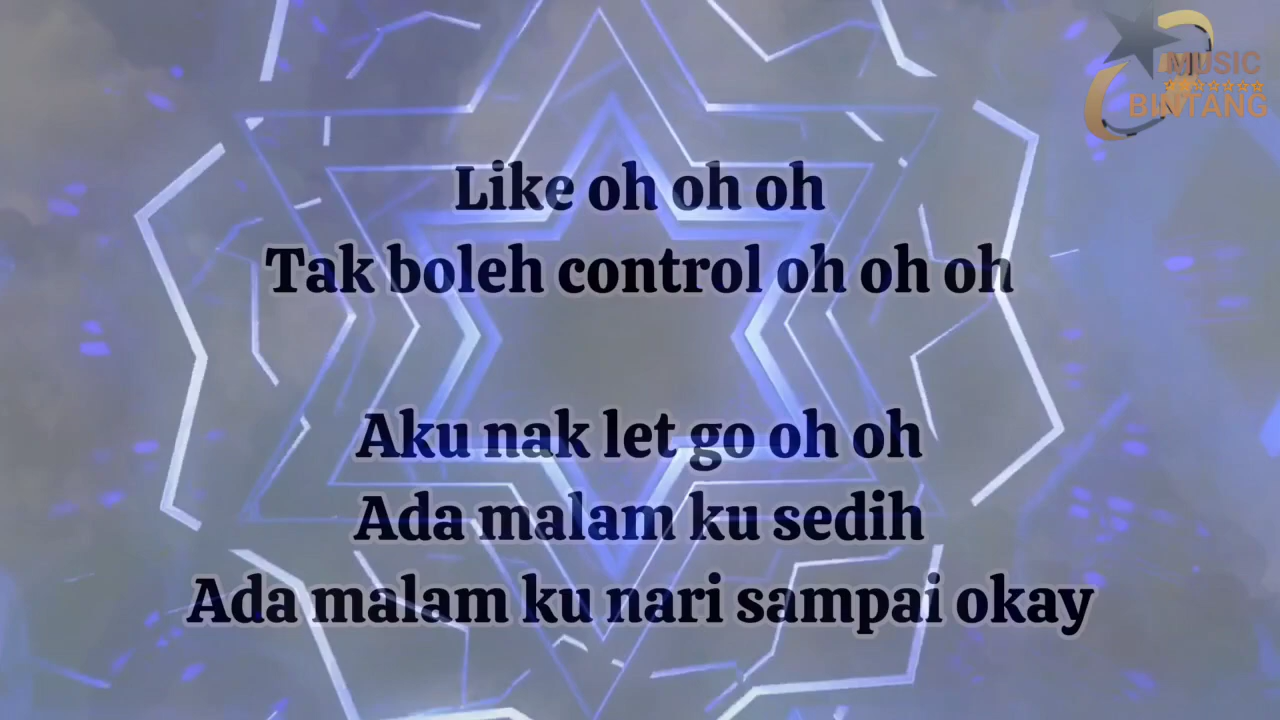 MUSIC
BINTANG
Like oh oh oh
Tak boleh control oh oh oh
Aku nak let go oh oh
Ada malam ku sedih
Ada malam ku nari sampai okay